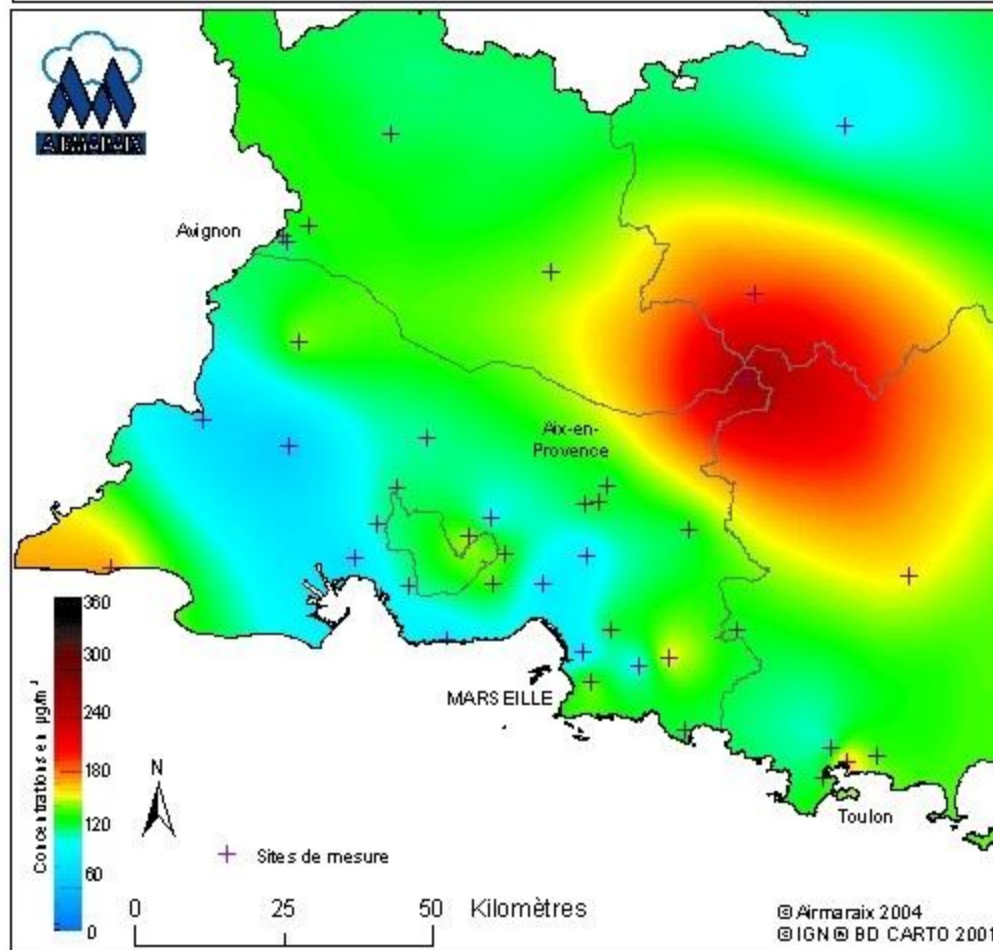 AIRMARAIX
Avignon
Aix-en-
Provence
MARSEILLE
Toulon
Concentrations en µg/m³
360
300
240
180
120
60
0
N
Sites de mesure
0 25 50 Kilomètres
© Airmaraix 2004
© IGN ® BD CARTO 2001